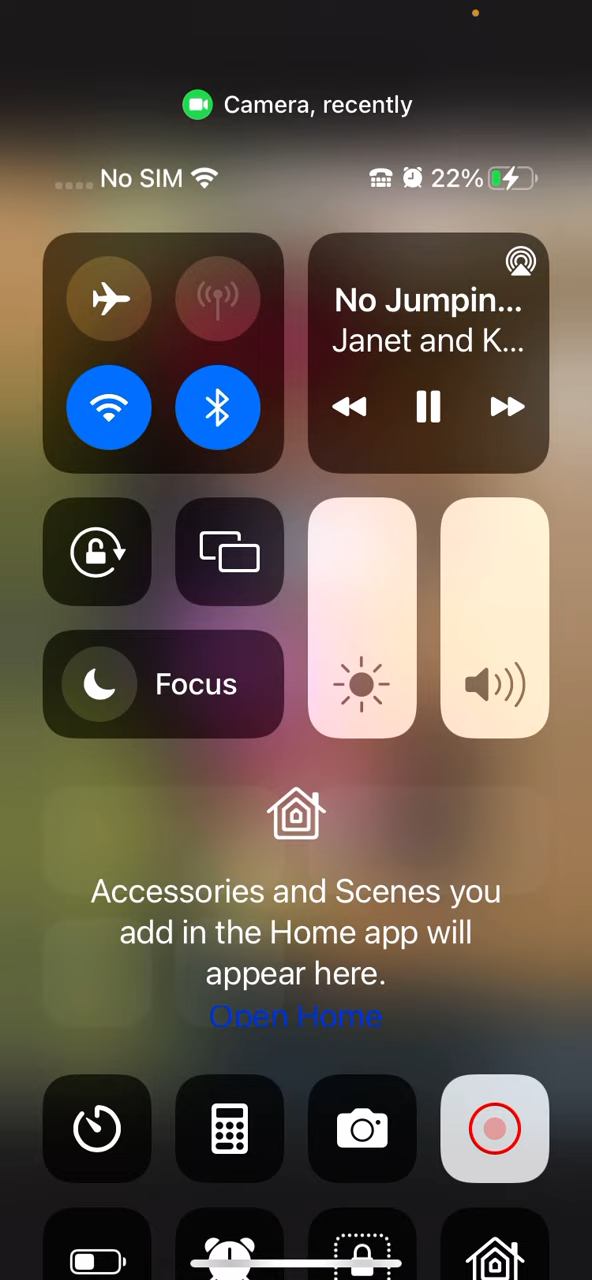 Camera, recently
No SIM
22%
No Jumpin...
Janet and K...
Focus
Accessories and Scenes you
add in the Home app will
appear here.
Open Home